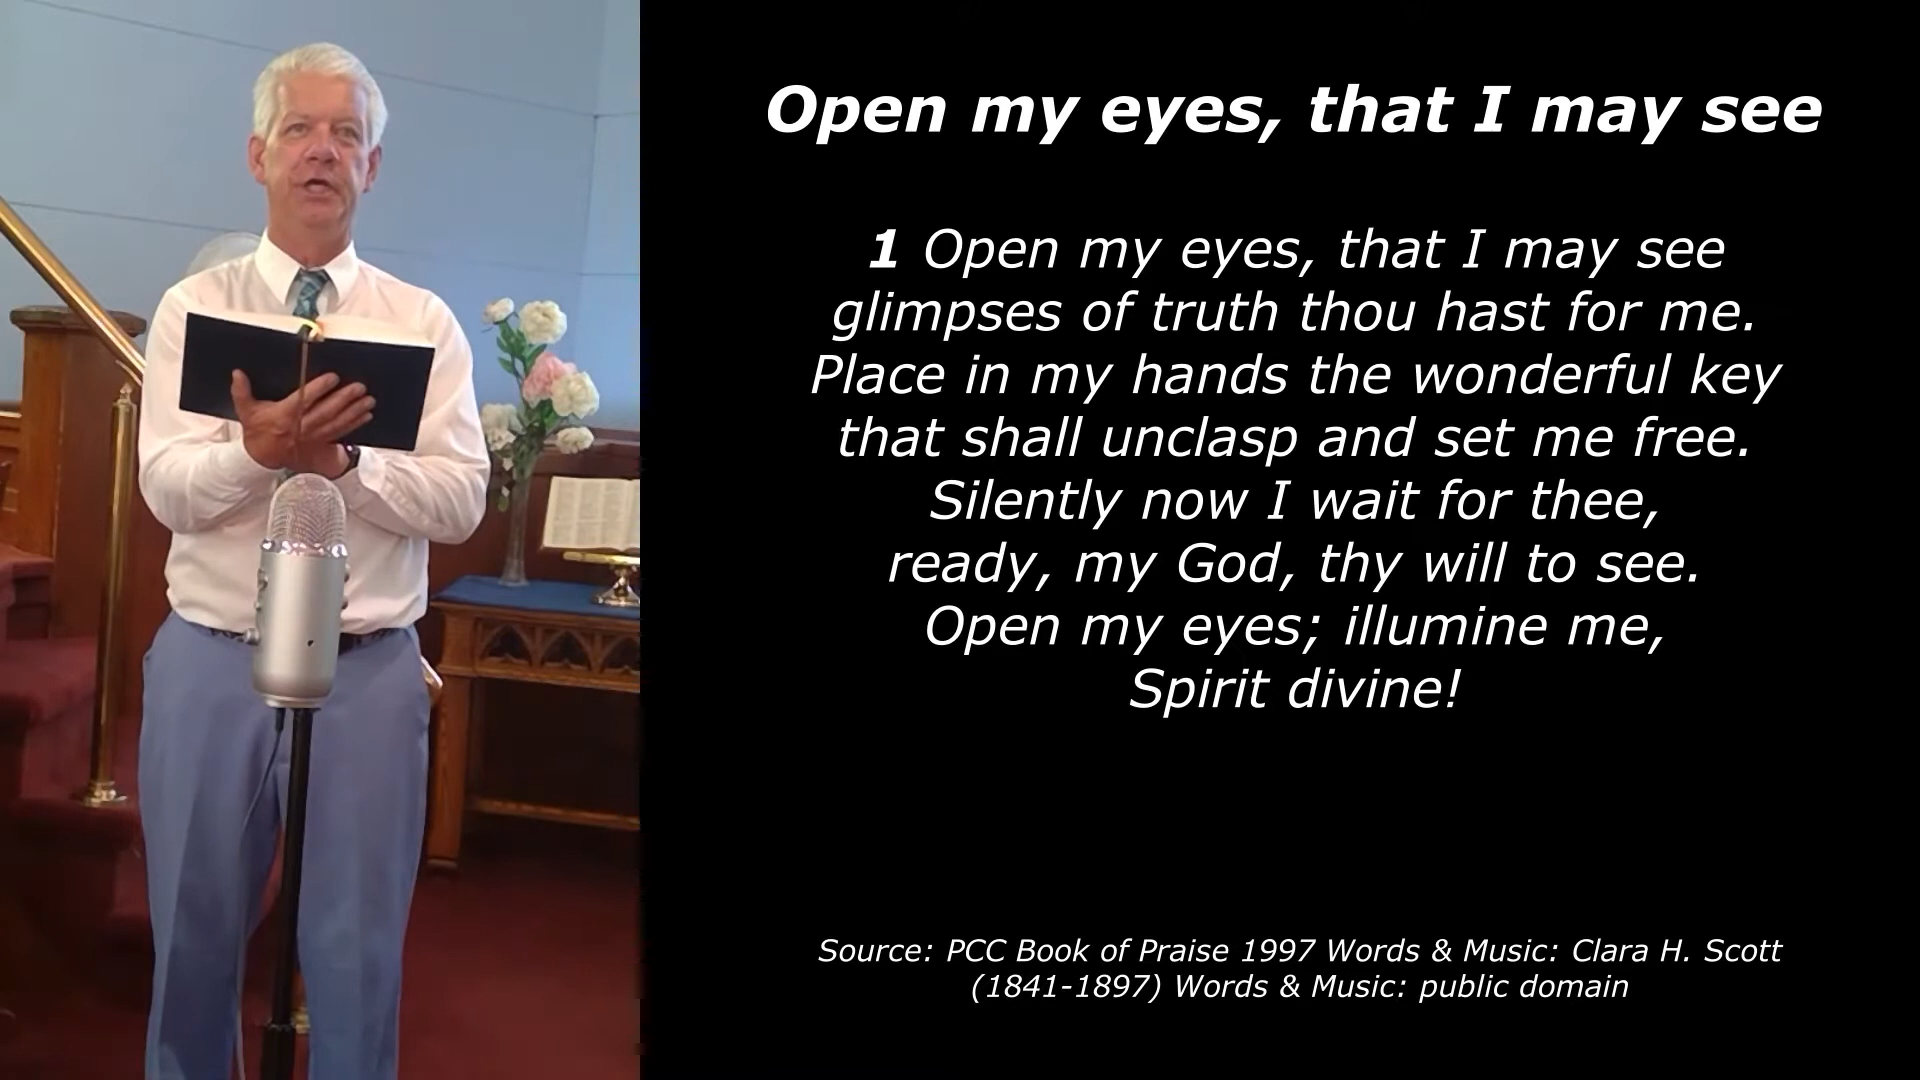 Open my eyes, that I may see
1 Open my eyes, that I may see
glimpses of truth thou hast for me.
Place in my hands the wonderful key
that shall unclasp and set me free.
Silently now I wait for thee,
ready, my God, thy will to see.
Open my eyes; illumine me,
Spirit divine!
Source: PCC Book of Praise 1997 Words & Music: Clara H. Scott
(1841-1897) Words & Music: public domain